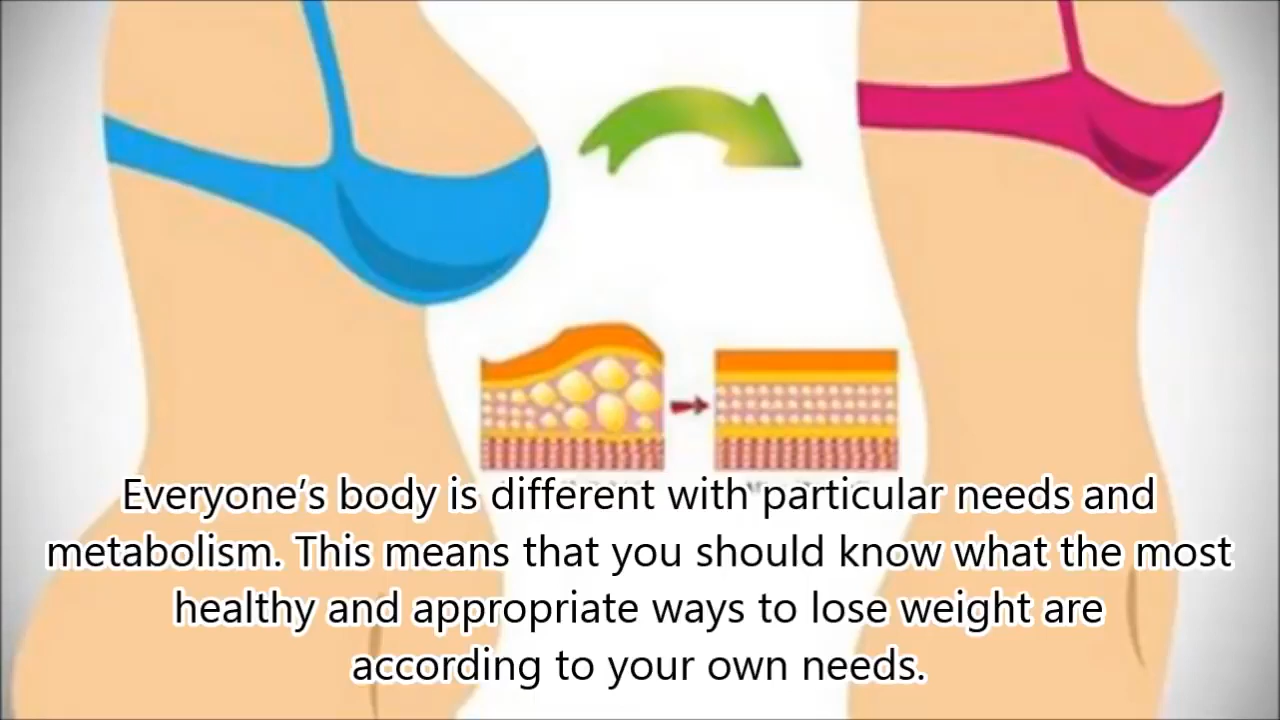 Everyone’s body is different with particular needs and
metabolism. This means that you should know what the most
healthy and appropriate ways to lose weight are
according to your own needs.